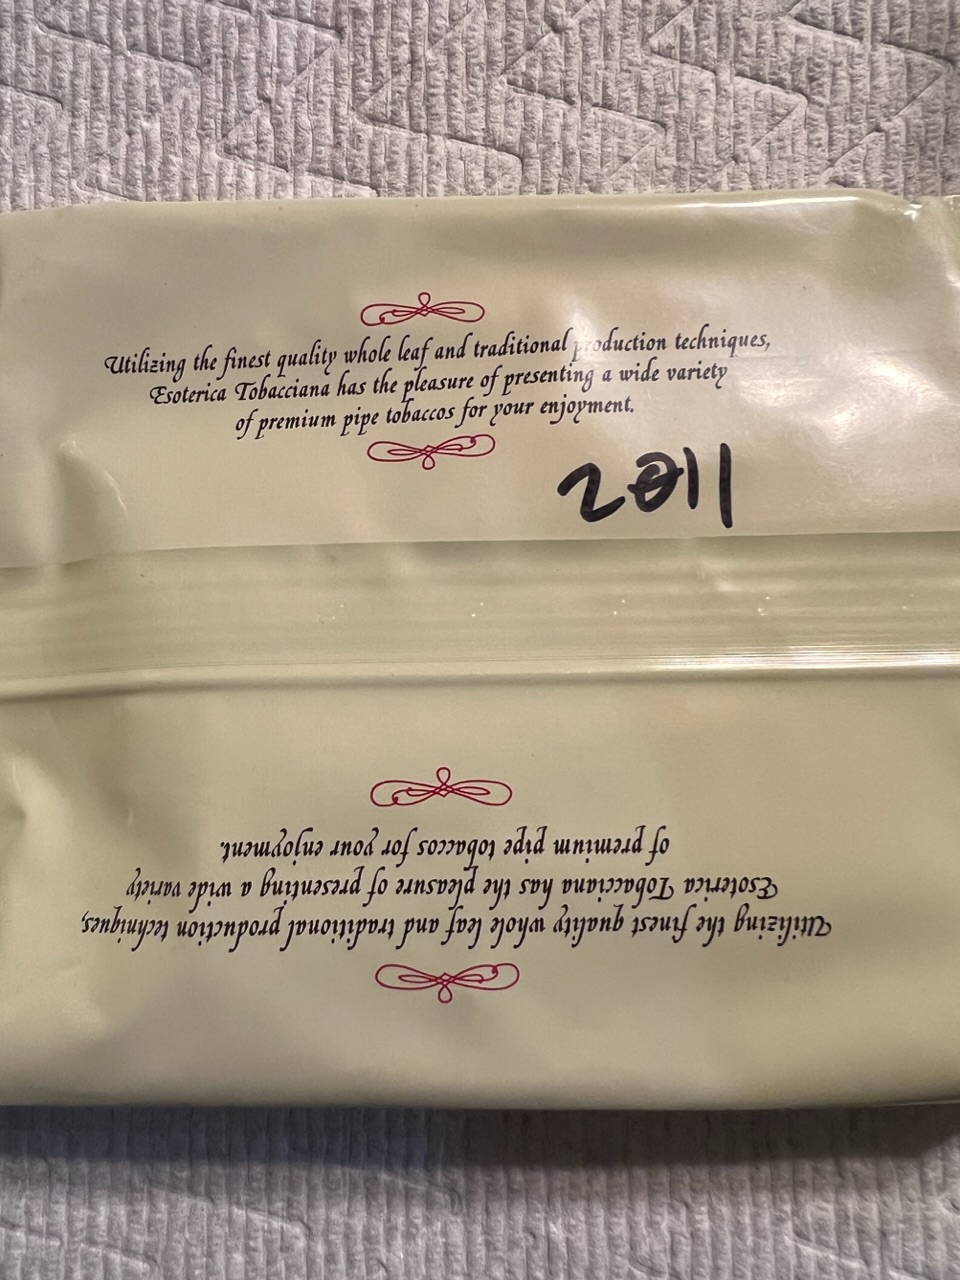 Utilizing the finest quality whole leaf and traditional production techniques,
Esoterica Tobacciana has the pleasure of presenting a wide variety
of premium pipe tobaccos for your enjoyment.
2011
Utilizing the finest quality whole leaf and traditional production techniques,
Esoterica Tobacciana has the pleasure of presenting a wide variety
of premium pipe tobaccos for your enjoyment.